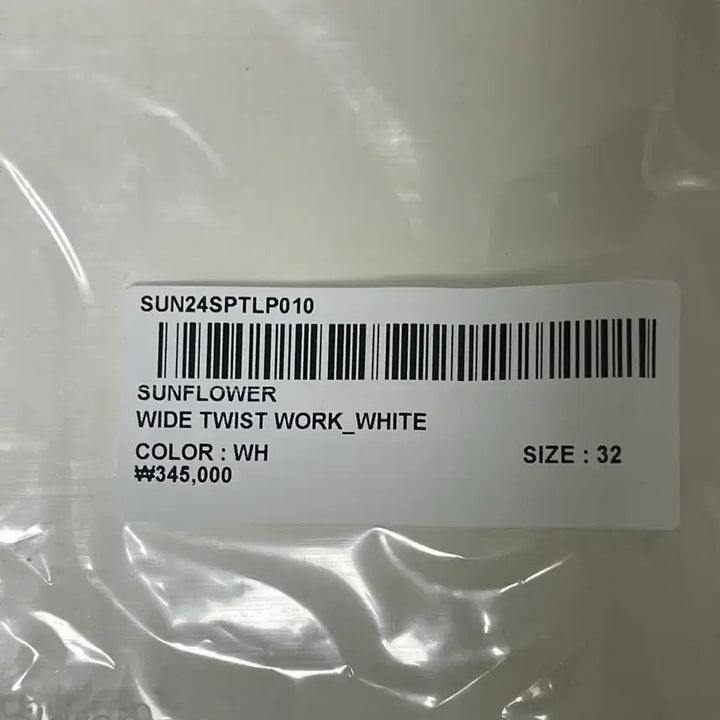 SUN24SPTLP010
SUNFLOWER
WIDE TWIST WORK_WHITE
COLOR : WH
SIZE : 32
₩345,000